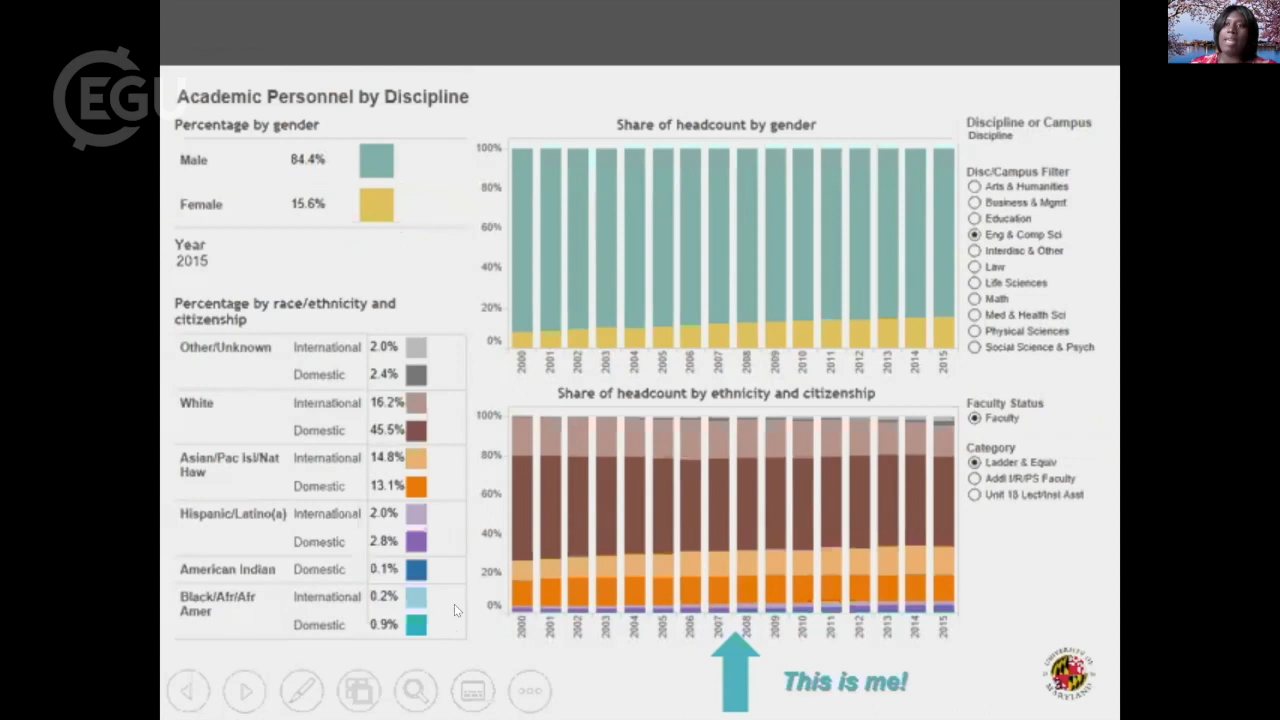 EGU
Academic Personnel by Discipline
Percentage by gender
Male 84.4%
Female 15.6%
Year
2015
Percentage by race/ethnicity and
citizenship
Other/Unknown International 2.0%
Domestic 2.4%
White International 16.2%
Domestic 45.5%
Asian/Pac Isl/Nat
Haw
International 14.8%
Domestic 13.1%
Hispanic/Latino(a) International 2.0%
Domestic 2.8%
American Indian Domestic 0.1%
Black/Afr/Afr
Amer
International 0.2%
Domestic 0.9%
Share of headcount by gender
100%
80%
60%
40%
20%
0%
2000 2001 2002 2003 2004 2005 2006 2007 2008 2009 2010 2011 2012 2013 2014 2015
Share of headcount by ethnicity and citizenship
100%
80%
60%
40%
20%
0%
2000 2001 2002 2003 2004 2005 2006 2007 2008 2009 2010 2011 2012 2013 2014 2015
This is me!
Discipline or Campus
Discipline
Disc/Campus Filter
Arts & Humanities
Business & Mgmt
Education
Eng & Comp Sci
Interdisc & Other
Law
Life Sciences
Math
Med & Health Sci
Physical Sciences
Social Science & Psych
Faculty Status
Faculty
Category
Ladder & Equiv
Addl I/R/PS Faculty
Unit 18 Lect/Inst Asst
UNIVERSITY OF
MARYLAND